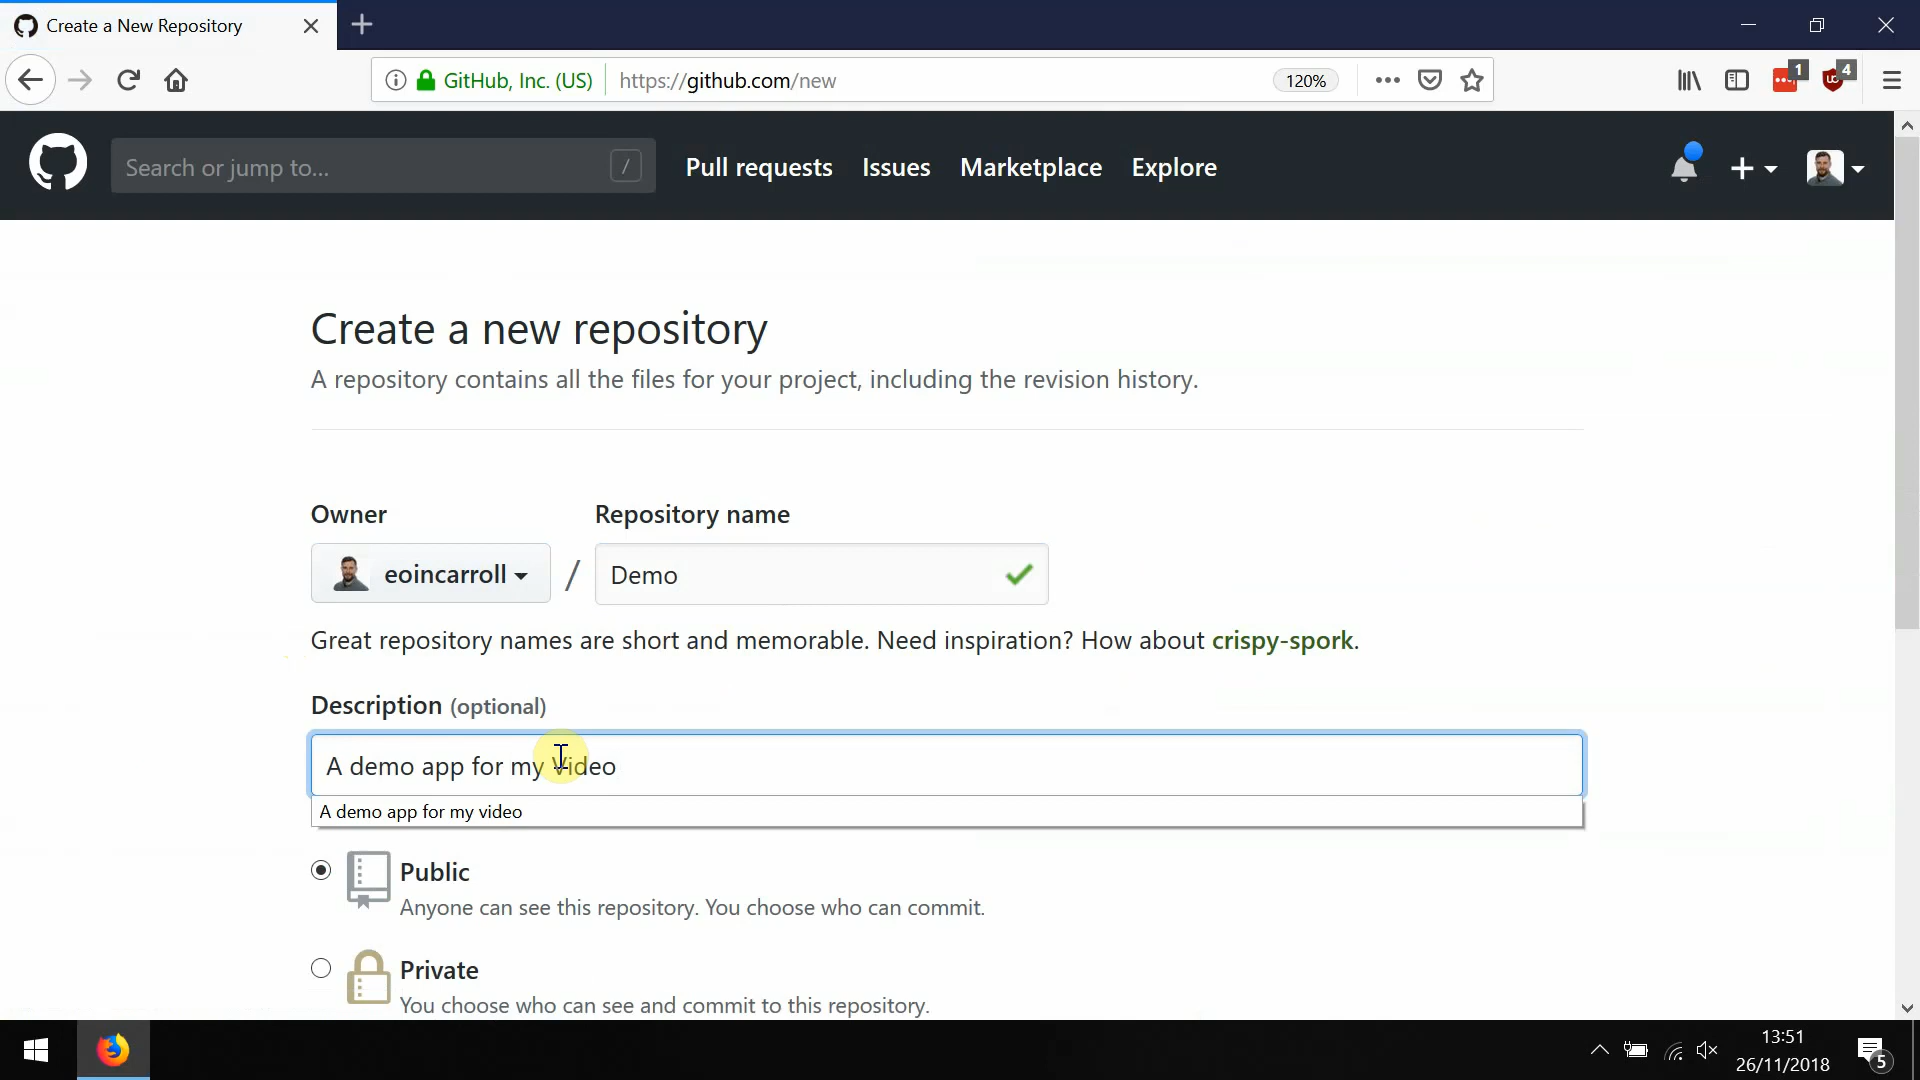 Create a New Repository
GitHub, Inc. (US) https://github.com/new 120% 1 4
Search or jump to... / Pull requests Issues Marketplace Explore
Create a new repository
A repository contains all the files for your project, including the revision history.
Owner Repository name
eoincarroll / Demo
Great repository names are short and memorable. Need inspiration? How about crispy-spork.
Description (optional)
A demo app for my Video
A demo app for my video
Public
Anyone can see this repository. You choose who can commit.
Private
You choose who can see and commit to this repository.
13:51
26/11/2018
5